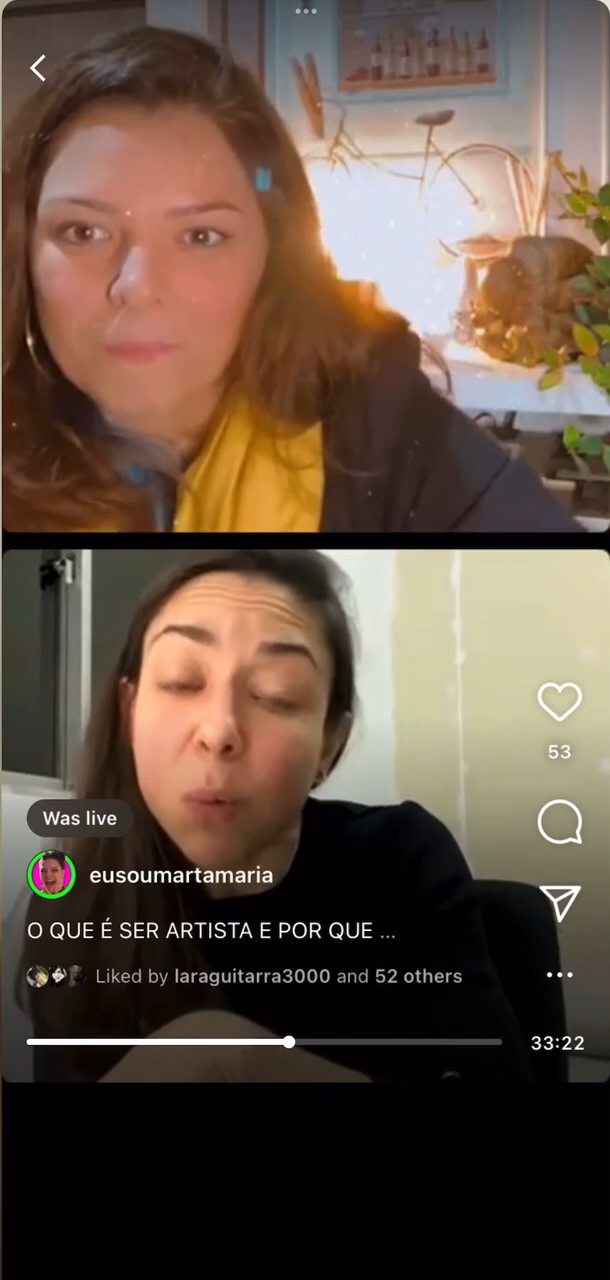 Was live
eusoumartamaria
O QUE É SER ARTISTA E POR QUE ...
Liked by laraguitarra3000 and 52 others
53
33:22